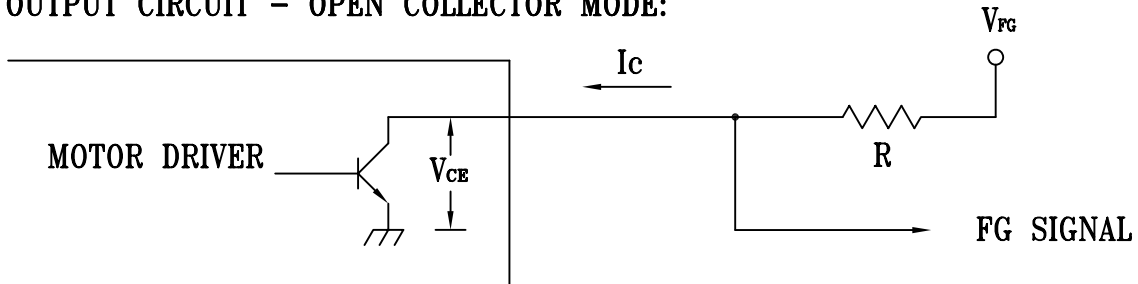 OUTPUT CIRCUIT - OPEN COLLECTOR MODE:
VFG
Ic
MOTOR DRIVER
VCE
R
FG SIGNAL